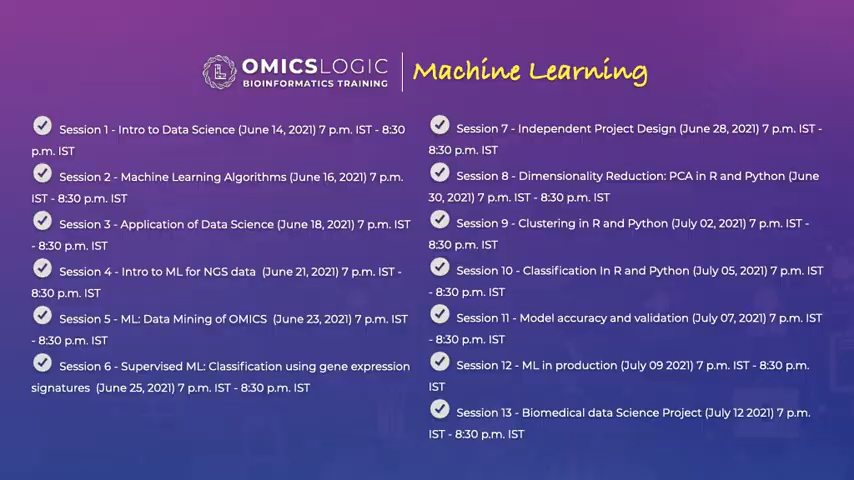 OMICSLOGIC
BIOINFORMATICS TRAINING
Machine Learning
Session 1 - Intro to Data Science (June 14, 2021) 7 p.m. IST - 8:30
p.m. IST
Session 2 - Machine Learning Algorithms (June 16, 2021) 7 p.m.
IST - 8:30 p.m. IST
Session 3 - Application of Data Science (June 18, 2021) 7 p.m. IST
- 8:30 p.m. IST
Session 4 - Intro to ML for NGS data (June 21, 2021) 7 p.m. IST -
8:30 p.m. IST
Session 5 - ML: Data Mining of OMICS (June 23, 2021) 7 p.m. IST
- 8:30 p.m. IST
Session 6 - Supervised ML: Classification using gene expression
signatures (June 25, 2021) 7 p.m. IST - 8:30 p.m. IST
Session 7 - Independent Project Design (June 28, 2021) 7 p.m. IST -
8:30 p.m. IST
Session 8 - Dimensionality Reduction: PCA in R and Python (June
30, 2021) 7 p.m. IST - 8:30 p.m. IST
Session 9 - Clustering in R and Python (July 02, 2021) 7 p.m. IST -
8:30 p.m. IST
Session 10 - Classification In R and Python (July 05, 2021) 7 p.m. IST
- 8:30 p.m. IST
Session 11 - Model accuracy and validation (July 07, 2021) 7 p.m. IST
- 8:30 p.m. IST
Session 12 - ML in production (July 09 2021) 7 p.m. IST - 8:30 p.m.
IST
Session 13 - Biomedical data Science Project (July 12 2021) 7 p.m.
IST - 8:30 p.m. IST